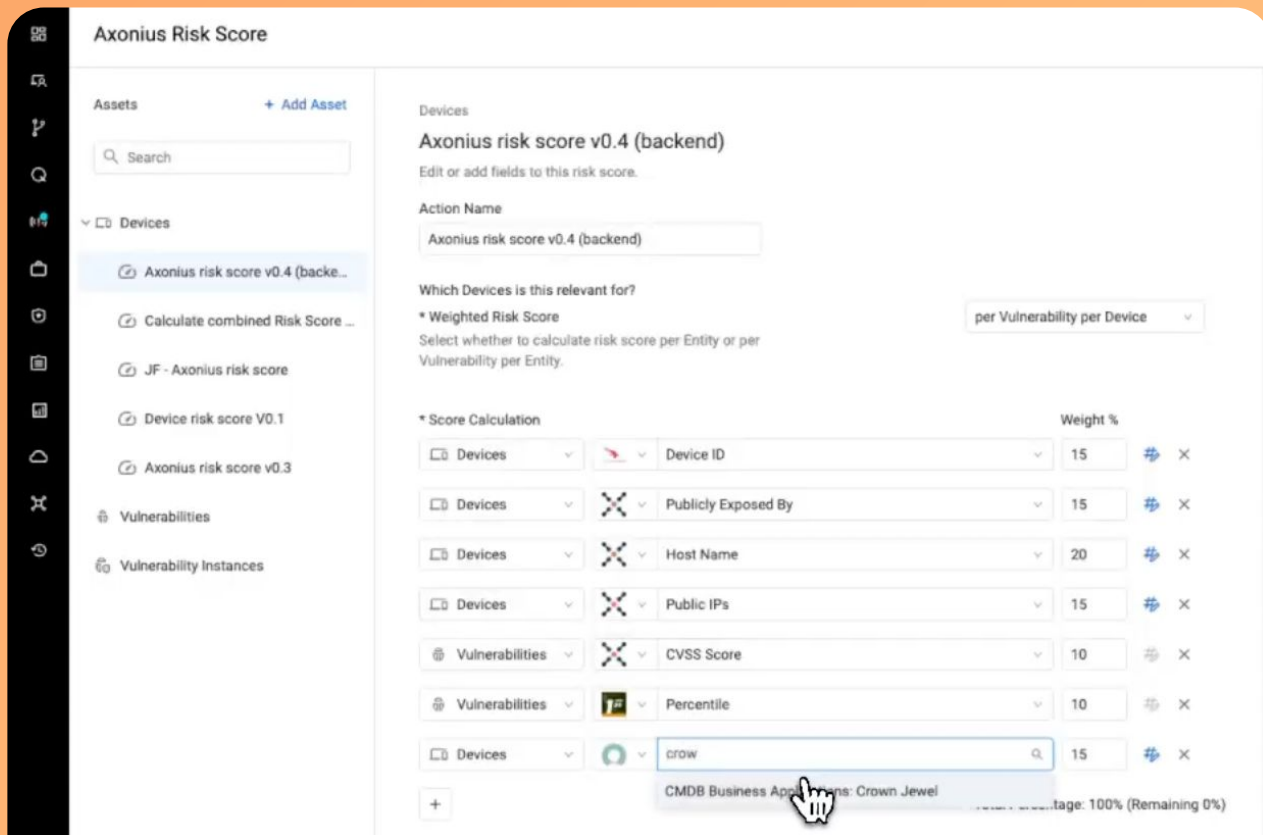 Axonius Risk Score
Assets
+ Add Asset
Search
Devices
Axonius risk score v0.4 (backe...
Calculate combined Risk Score ...
JF - Axonius risk score
Device risk score V0.1
Axonius risk score v0.3
Vulnerabilities
Vulnerability Instances
Devices
Axonius risk score v0.4 (backend)
Edit or add fields to this risk score.
Action Name
Axonius risk score v0.4 (backend)
Which Devices is this relevant for?
* Weighted Risk Score
per Vulnerability per Device
Select whether to calculate risk score per Entity or per
Vulnerability per Entity.
* Score Calculation Weight %
Devices Device ID 15
Devices Publicly Exposed By 15
Devices Host Name 20
Devices Public IPs 15
Vulnerabilities CVSS Score 10
Vulnerabilities Percentile 10
Devices crow 15
CMDB Business Crown Jewel
+ 100% (Remaining 0%)